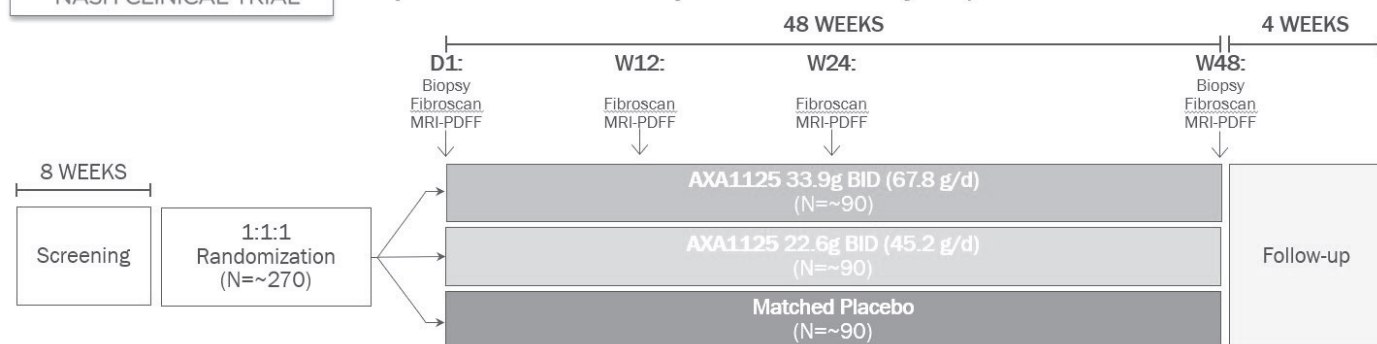 NASH CLINICAL TRIAL
48 WEEKS
4 WEEKS
D1:
Biopsy
Fibroscan
MRI-PDFF
W12:
Fibroscan
MRI-PDFF
W24:
Fibroscan
MRI-PDFF
W48:
Biopsy
Fibroscan
MRI-PDFF
8 WEEKS
Screening
1:1:1
Randomization
(N=~270)
AXA1125 33.9g BID (67.8 g/d)
(N=~90)
AXA1125 22.6g BID (45.2 g/d)
(N=~90)
Matched Placebo
(N=~90)
Follow-up